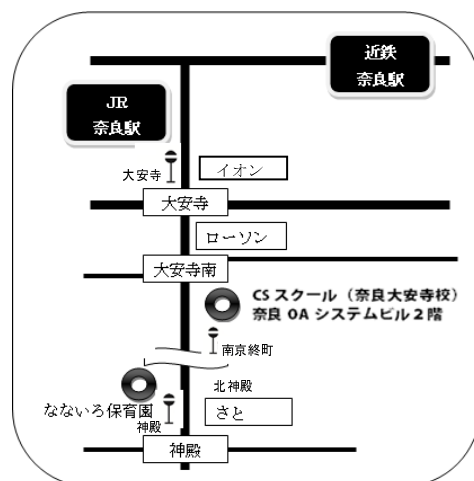 近鉄
奈良駅
JR
奈良駅
大安寺
イオン
大安寺
ローソン
大安寺南
CS スクール（奈良大安寺校）
奈良 OA システムビル２階
南京終町
北神殿
なないろ保育園
さと
神殿
神殿